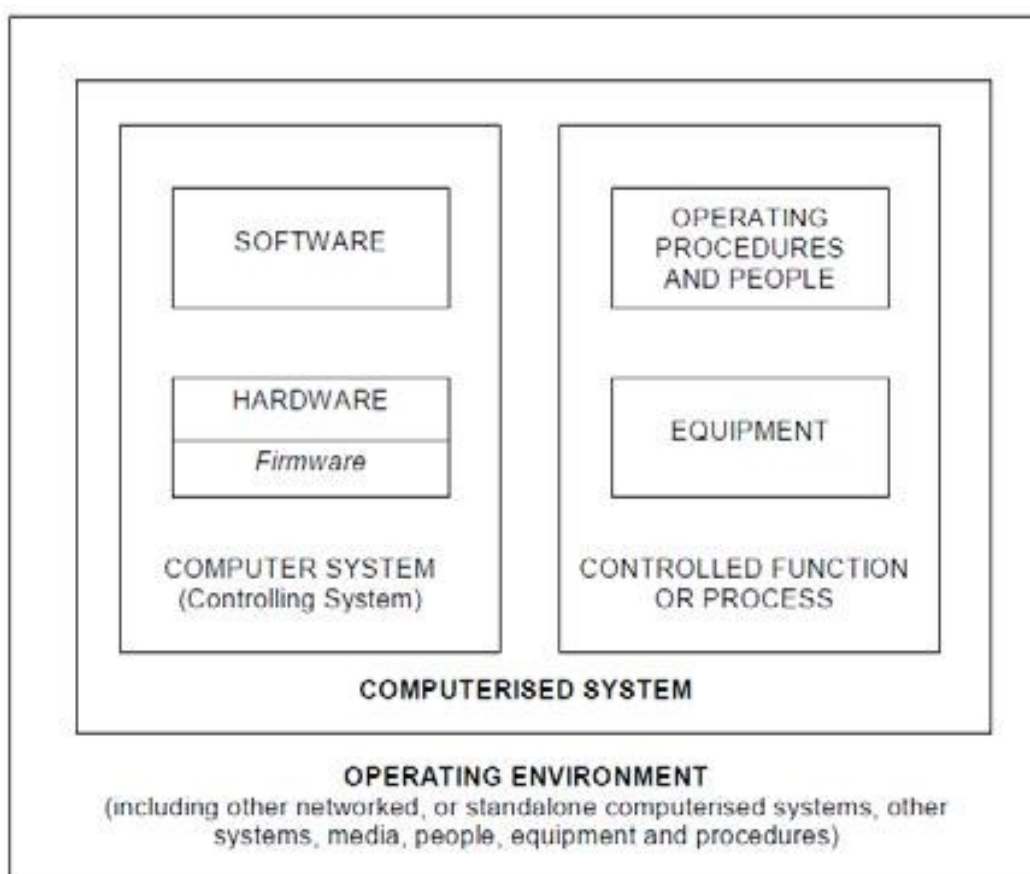 SOFTWARE
HARDWARE
Firmware
COMPUTER SYSTEM
(Controlling System)
OPERATING
PROCEDURES
AND PEOPLE
EQUIPMENT
CONTROLLED FUNCTION
OR PROCESS
COMPUTERISED SYSTEM
OPERATING ENVIRONMENT
(including other networked, or standalone computerised systems, other
systems, media, people, equipment and procedures)